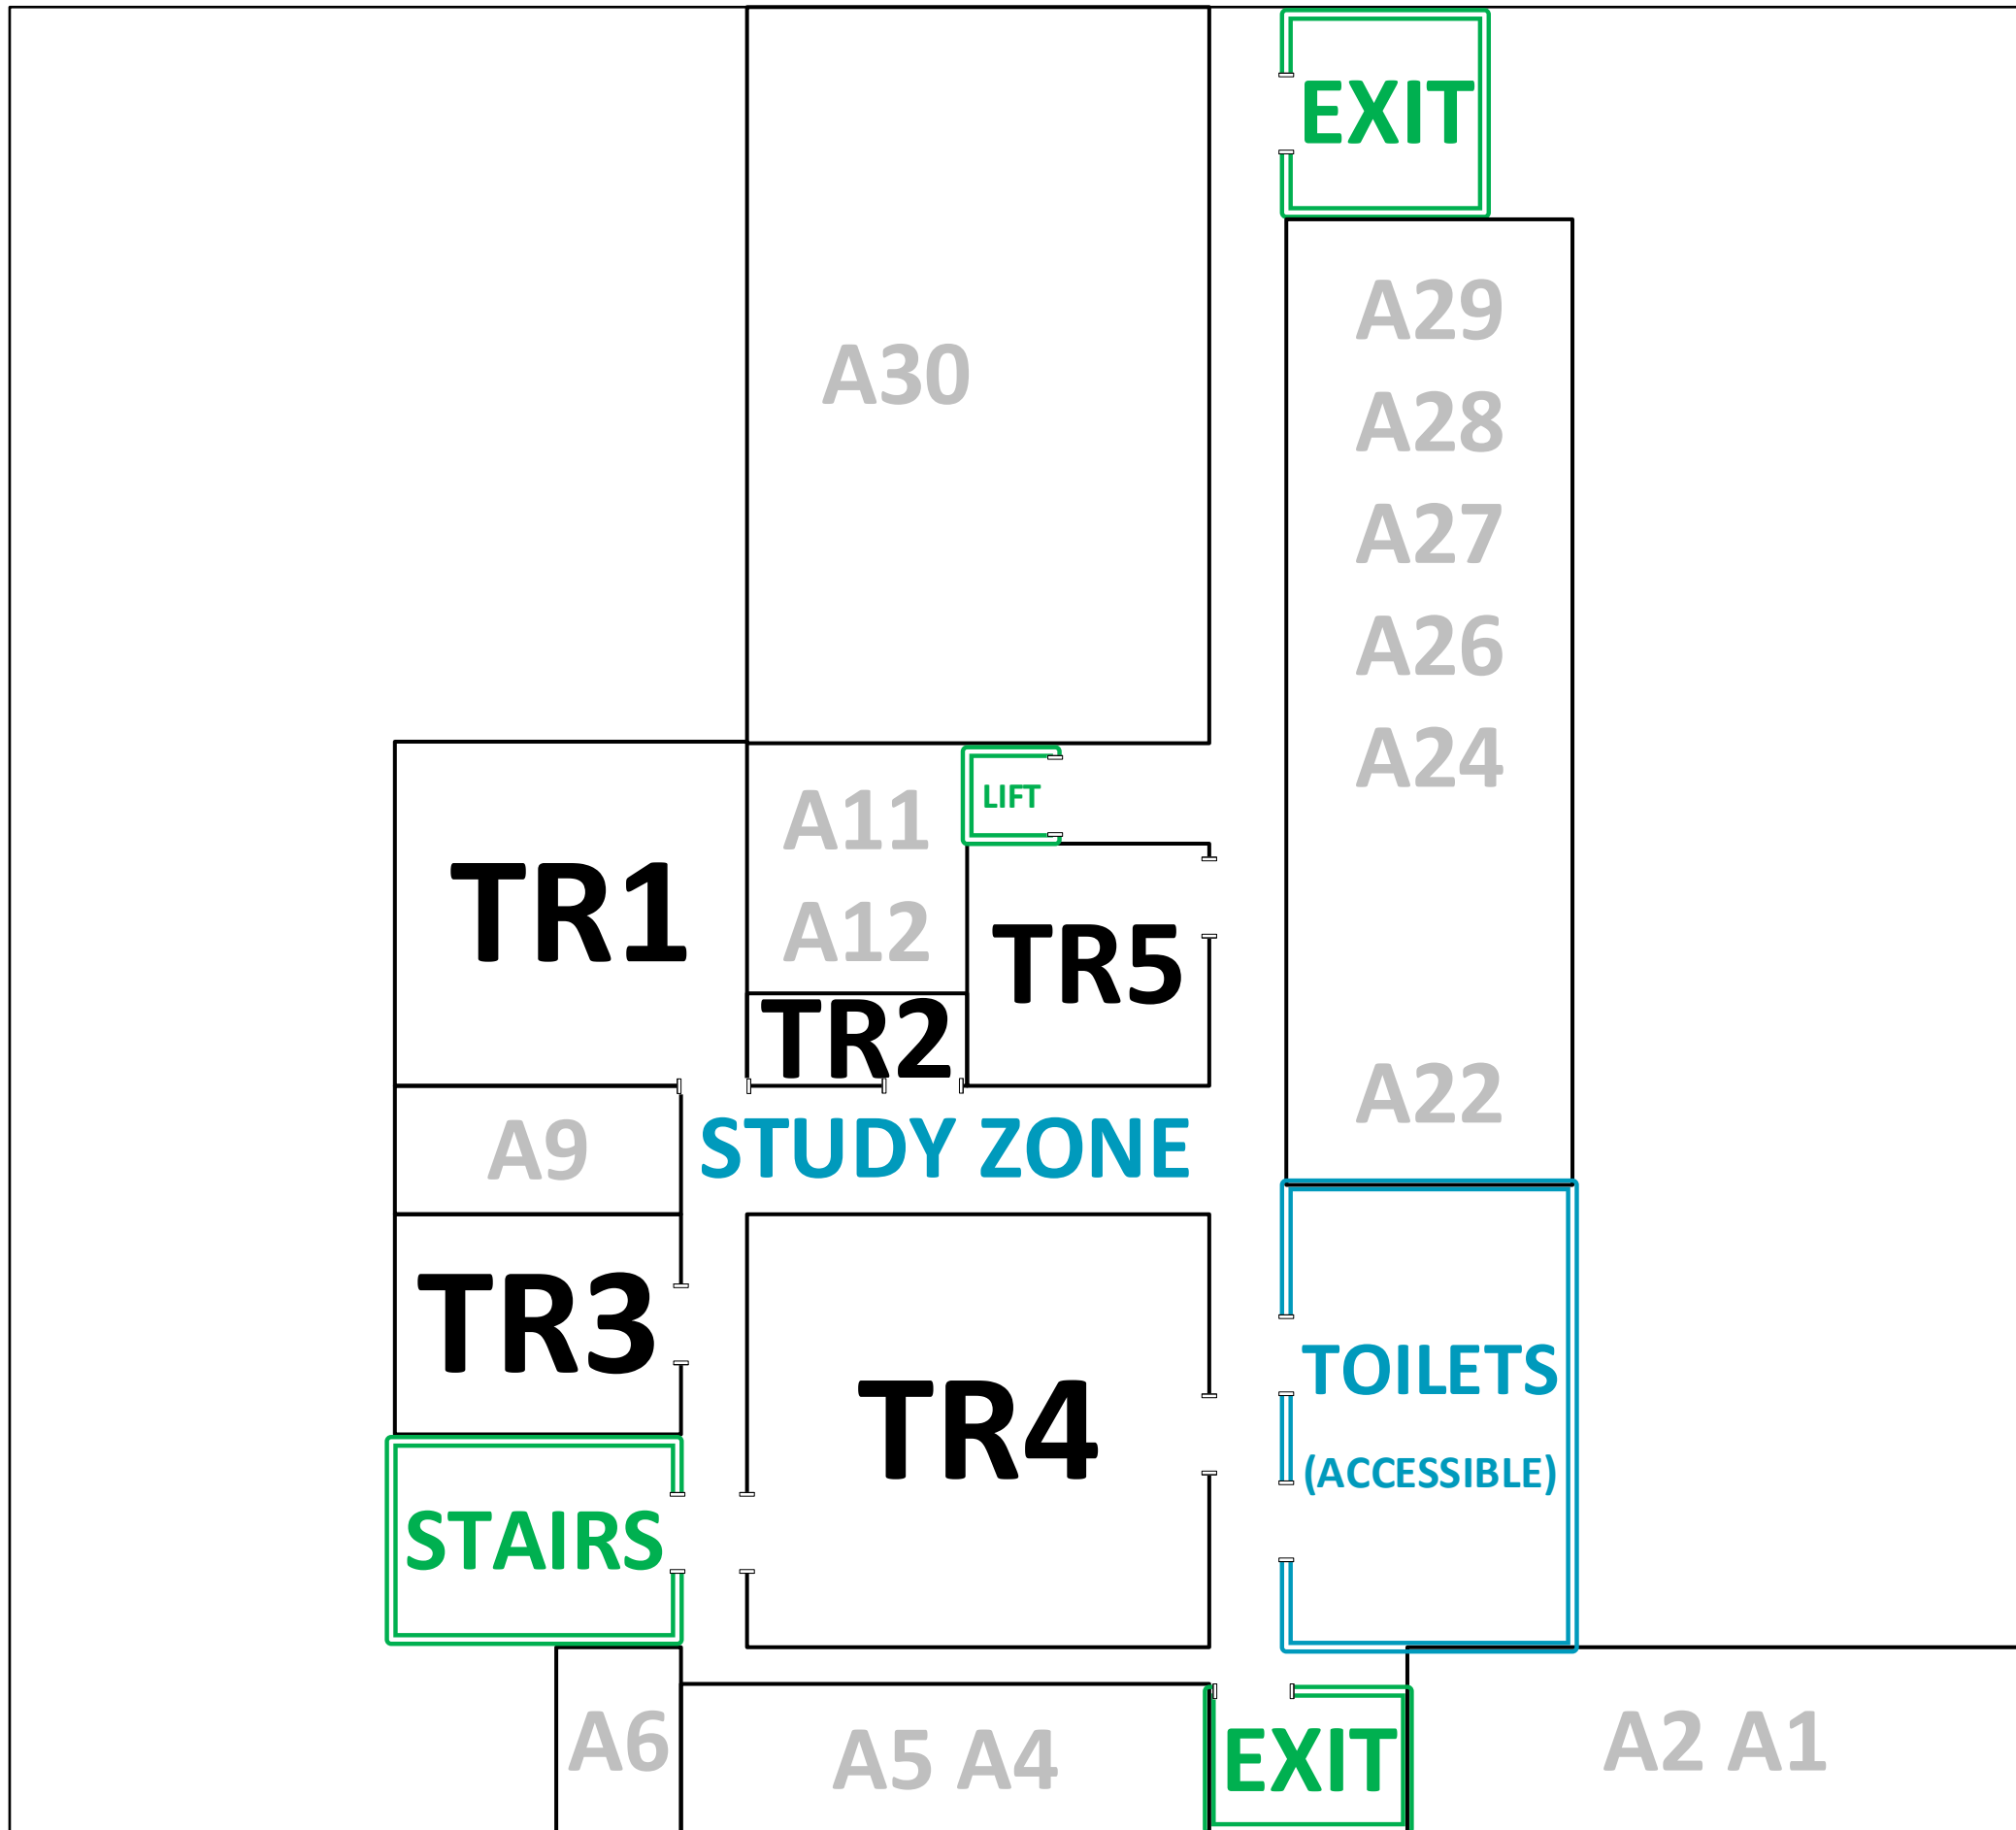 EXIT
A29
A30
A28
A27
A26
A24
LIFT
A11
TR1
A12
TR5
TR2
A22
STUDY ZONE
A9
TR3
TOILETS
TR4
(ACCESSIBLE)
STAIRS
A6
A5 A4
EXIT
A2 A1